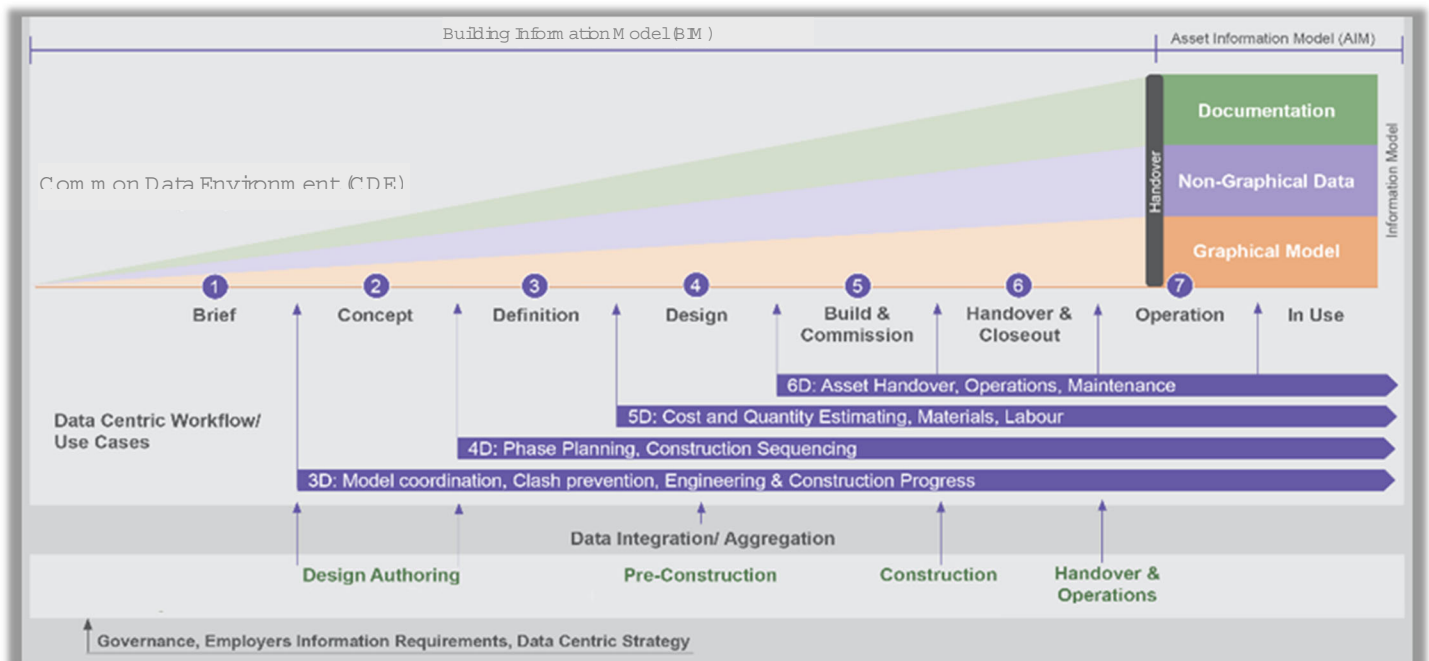 Building Information Model (BIM)
Asset Information Model (AIM)
Documentation
Common Data Environment (CDE)
Non-Graphical Data
Handover
Information Model
Graphical Model
1
2
3
4
5
6
7
Brief
Concept
Definition
Design
Build &
Commission
Handover &
Closeout
Operation
In Use
6D: Asset Handover, Operations, Maintenance
Data Centric Workflow/
Use Cases
5D: Cost and Quantity Estimating, Materials, Labour
4D: Phase Planning, Construction Sequencing
3D: Model coordination, Clash prevention, Engineering & Construction Progress
Data Integration/ Aggregation
Design Authoring
Pre-Construction
Construction
Handover &
Operations
Governance, Employers Information Requirements, Data Centric Strategy